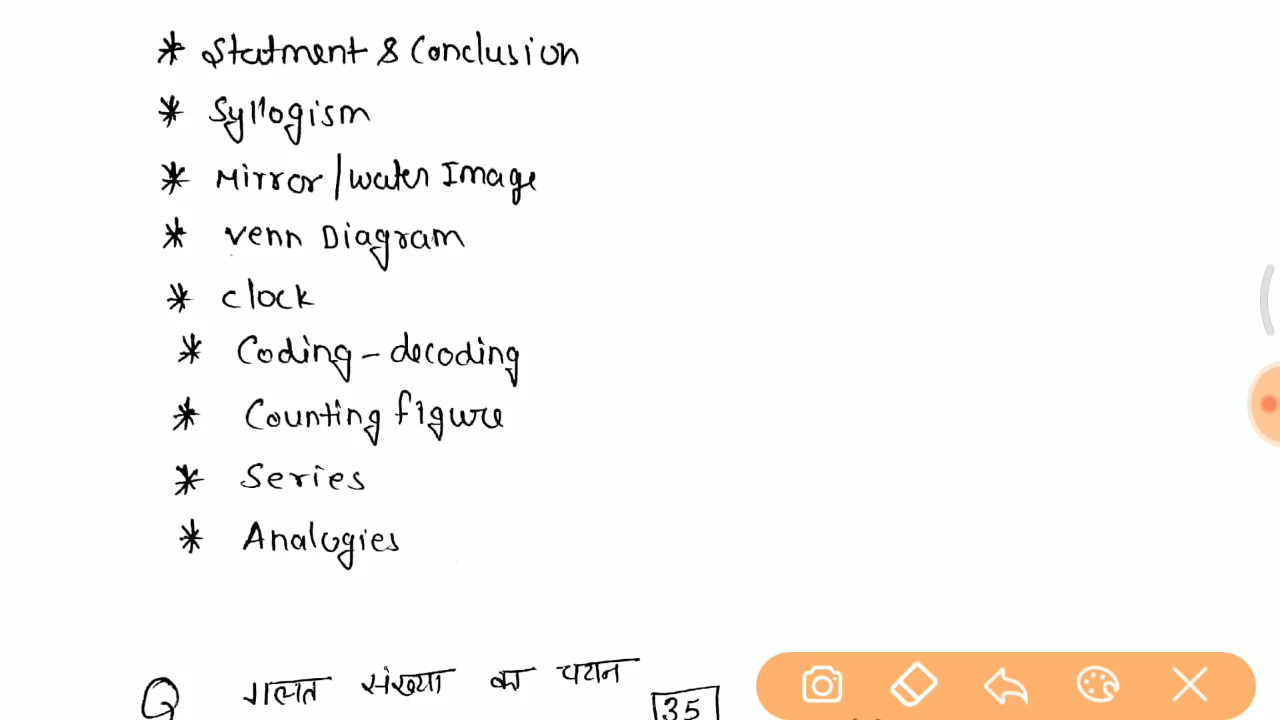 * Statment & Conclusion
* Syllogism
* Mirror/water Image
* Venn Diagram
* Clock
* Coding-decoding
* Counting figure
* Series
* Analogies
Q गलत संख्या का चयन
35